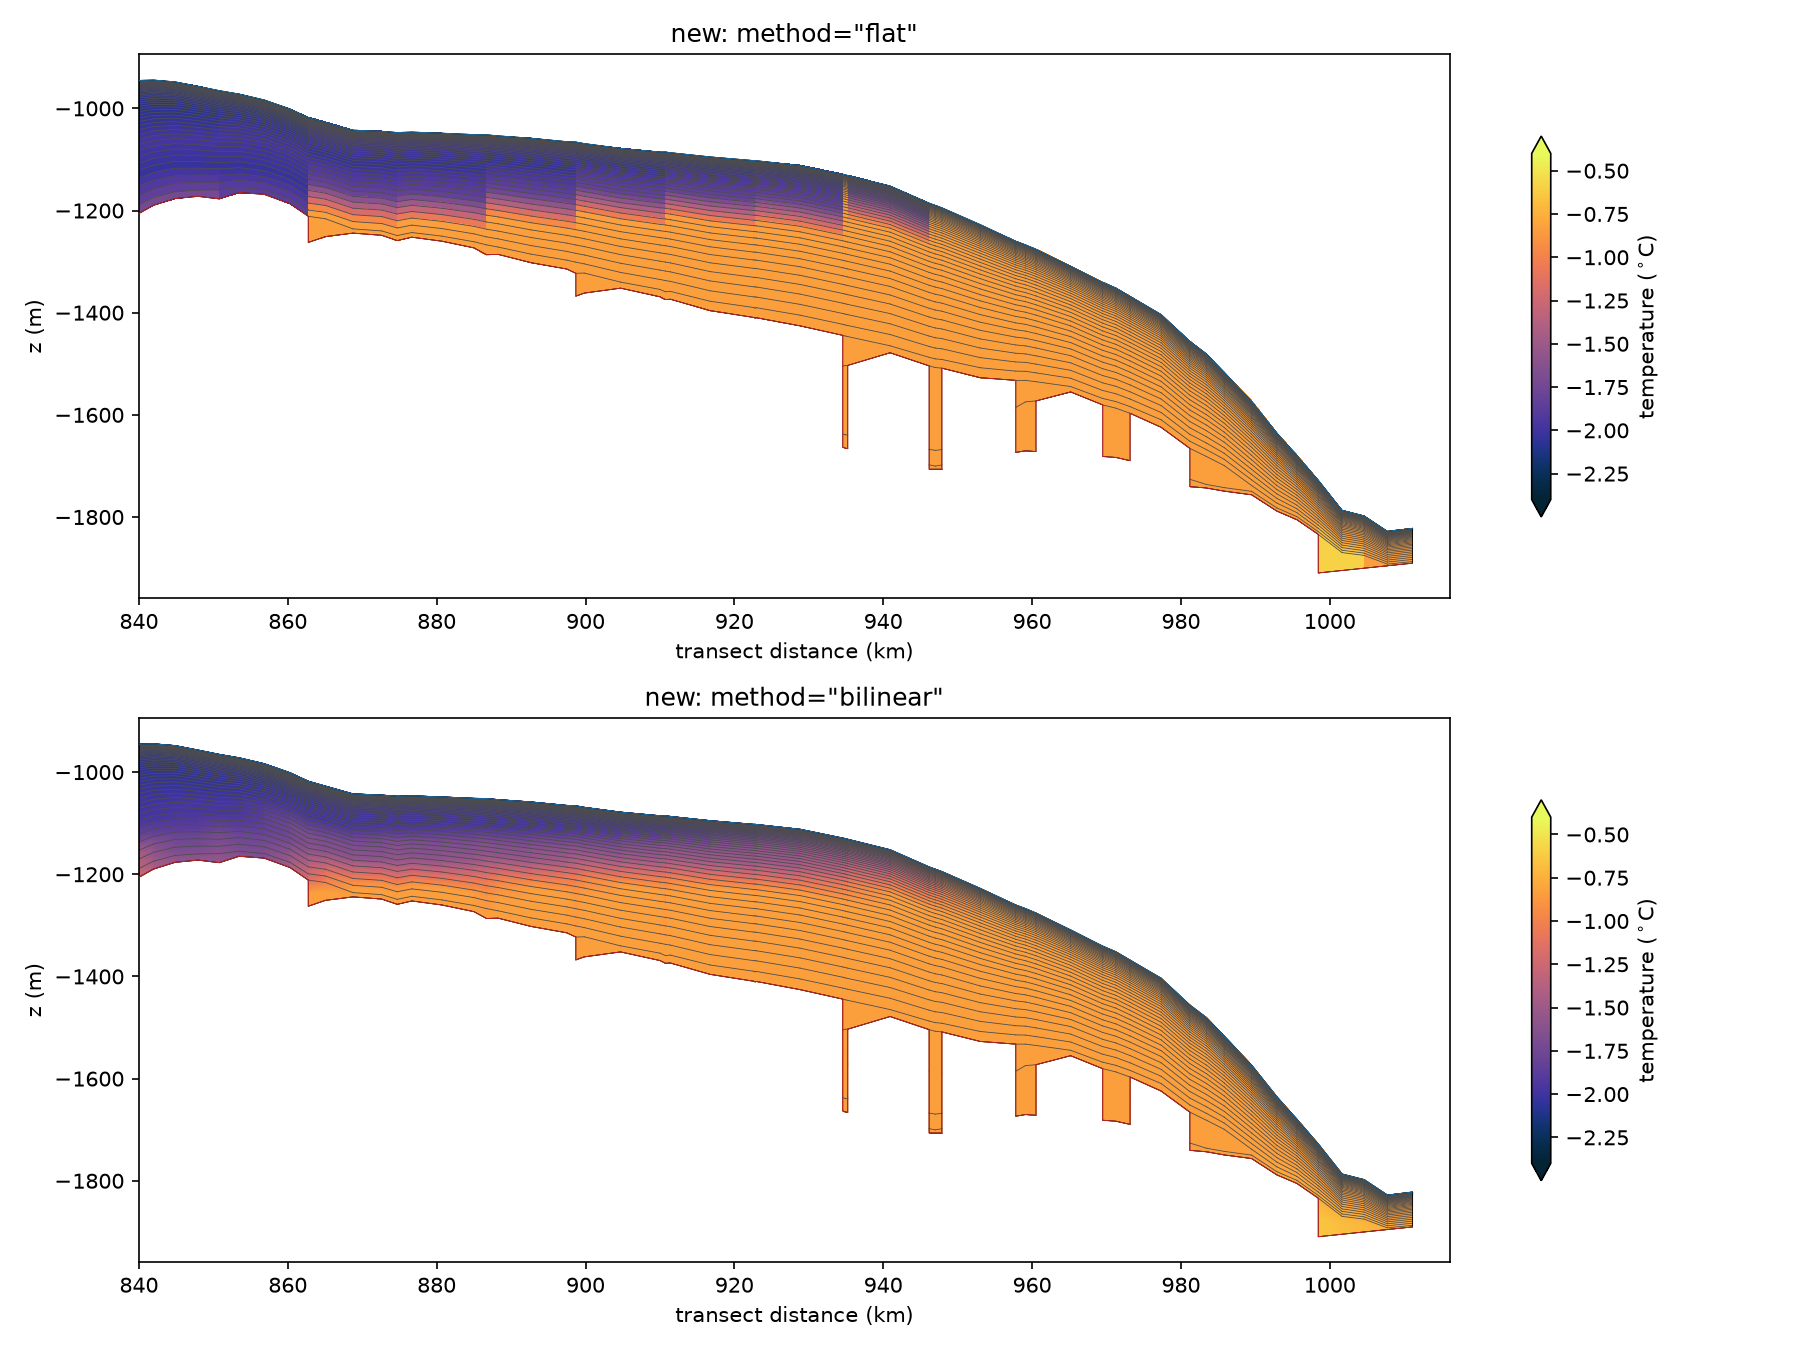 new: method="flat"
−1000
−1200
−1400
−1600
−1800
z (m)
840 860 880 900 920 940 960 980 1000
transect distance (km)
−0.50
−0.75
−1.00
−1.25
−1.50
−1.75
−2.00
−2.25
temperature (°C)
new: method="bilinear"
−1000
−1200
−1400
−1600
−1800
z (m)
840 860 880 900 920 940 960 980 1000
transect distance (km)
−0.50
−0.75
−1.00
−1.25
−1.50
−1.75
−2.00
−2.25
temperature (°C)